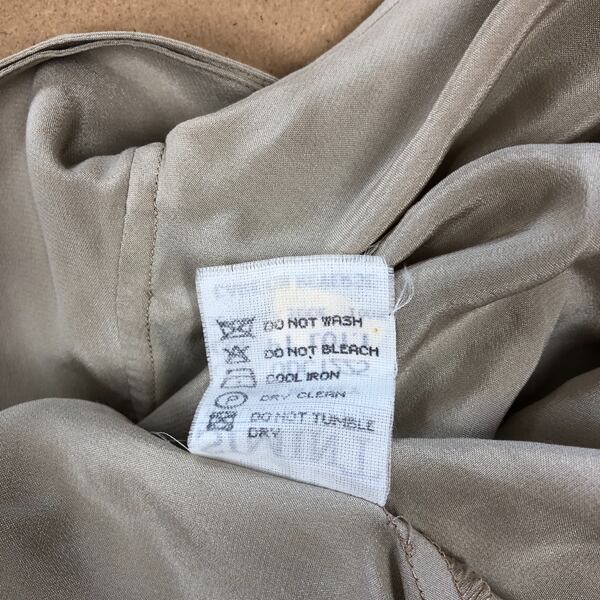 DO NOT WASH
DO NOT BLEACH
COOL IRON
P DRY CLEAN
DO NOT TUMBLE
DRY